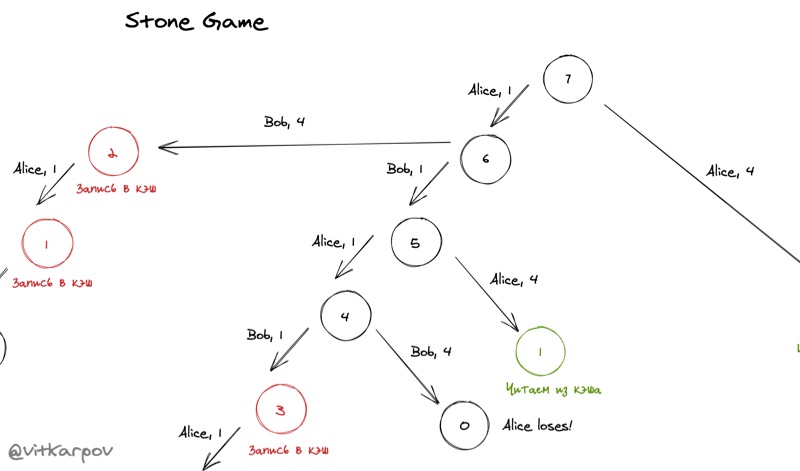 Stone Game
7
Alice, 1
Bob, 4
2
6
Alice, 1
Bob, 1
Alice, 4
Запись в кэш
1
Alice, 1
5
Запись в кэш
Alice, 4
4
Bob, 1
Bob, 4
1
Читаем из кэша
3
0
Alice loses!
Alice, 1
Запись в кэш
@vitkarpov